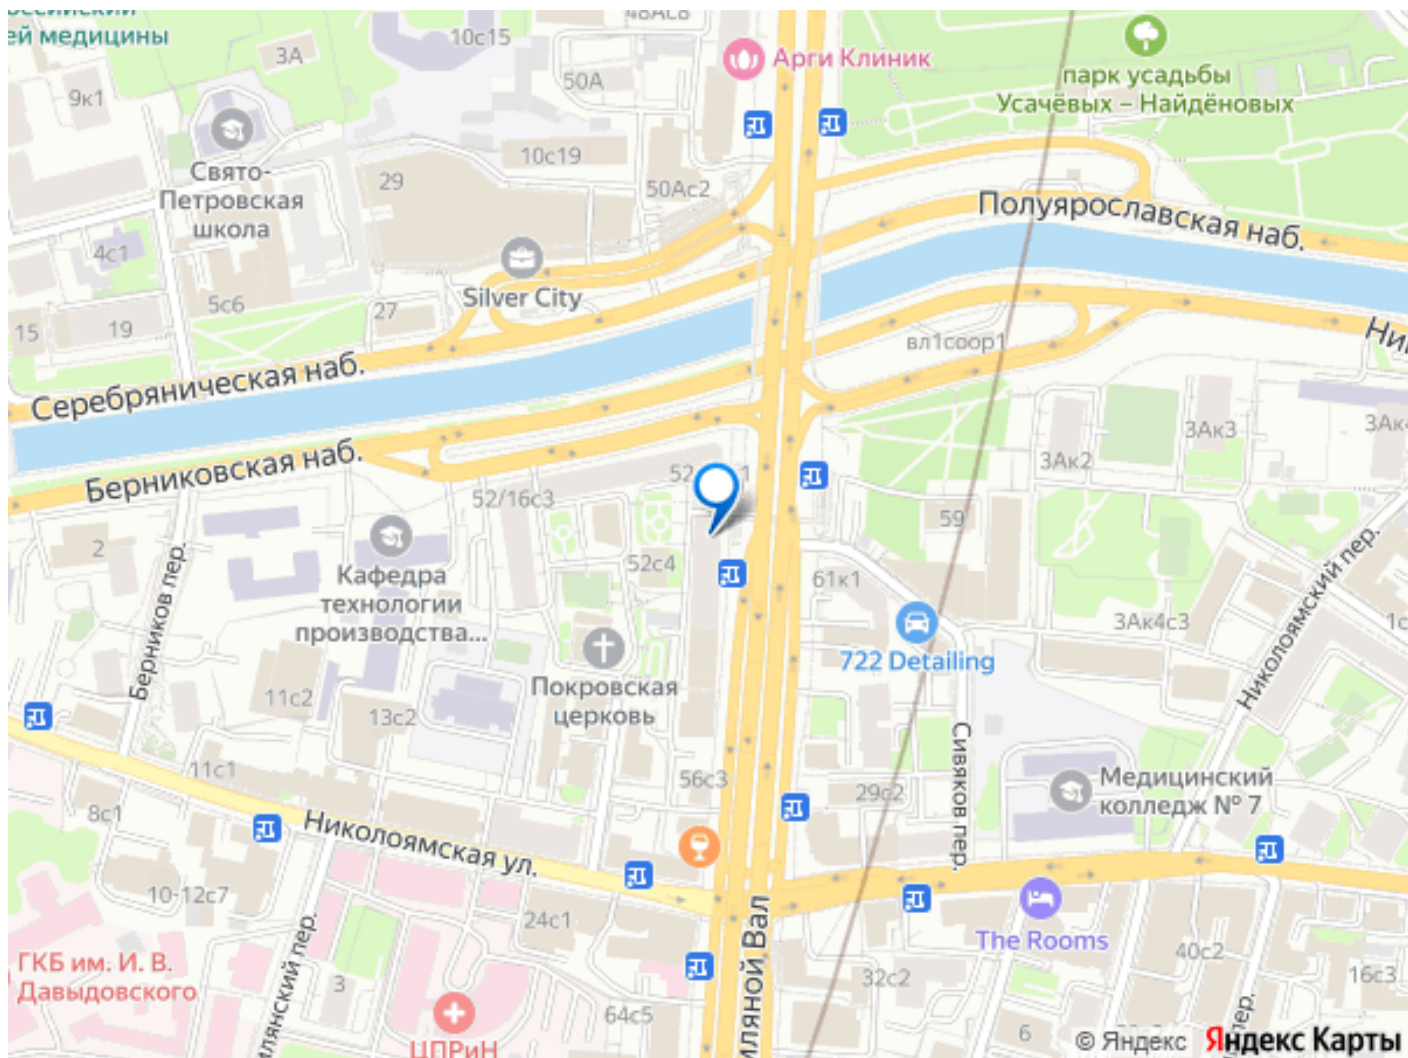 ей медицины
3А
10с15
48Ас8
9к1
50А
Арги Клиник
парк усадьбы
Усачёвых – Найдёновых
10с19
Свято-
Петровская
школа
29
50Ас2
Полуярославская наб.
4с1
Silver City
5с6
27
15
19
вл1соор1
Серебряническая наб.
3Ак3
3Ак2
Берниковская наб.
52/16с3
59
2
Кафедра
технологии
производства...
52с4
61к1
Берников пер.
3Ак4с3
Николоямский пер.
722 Detailing
Покровская
церковь
11с2
13с2
Сивяков пер.
11с1
56с3
29с2
Медицинский
колледж № 7
8с1
Николоямская ул.
10-12с7
24с1
The Rooms
40с2
ГКБ им. И. В.
Давыдовского
3
32с2
16с3
64с5
6
ЦПРиН
© Яндекс Яндекс Карты